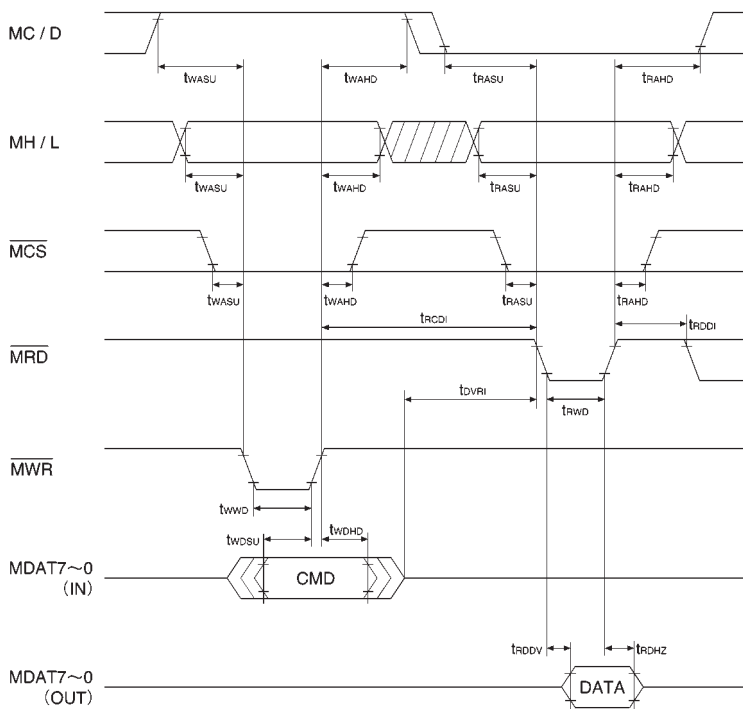 MC / D
tWASU tWAHD tRASU tRAHD
MH / L
tWASU tWAHD tRASU tRAHD
MCS
tWASU tWAHD tRASU tRAHD
tRCDI tRDDI
MRD
tDVRI tRWD
MWR
tWWD
tWDSU tWDHD
MDAT7～0
(IN)
CMD
tRDDV tRDHZ
MDAT7～0
(OUT)
DATA